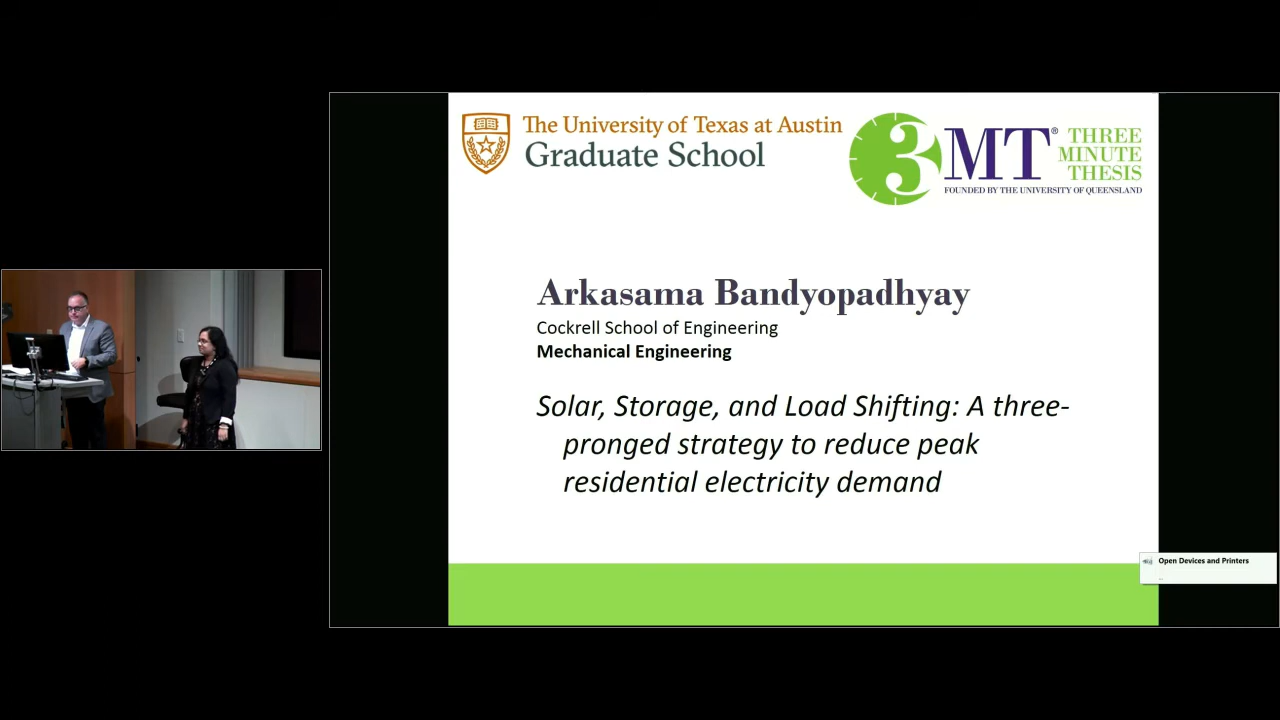 The University of Texas at Austin
Graduate School
3MT® THREE
MINUTE
THESIS
FOUNDED BY THE UNIVERSITY OF QUEENSLAND
Arkasama Bandyopadhyay
Cockrell School of Engineering
Mechanical Engineering
Solar, Storage, and Load Shifting: A three-
pronged strategy to reduce peak
residential electricity demand
Open Devices and Printers